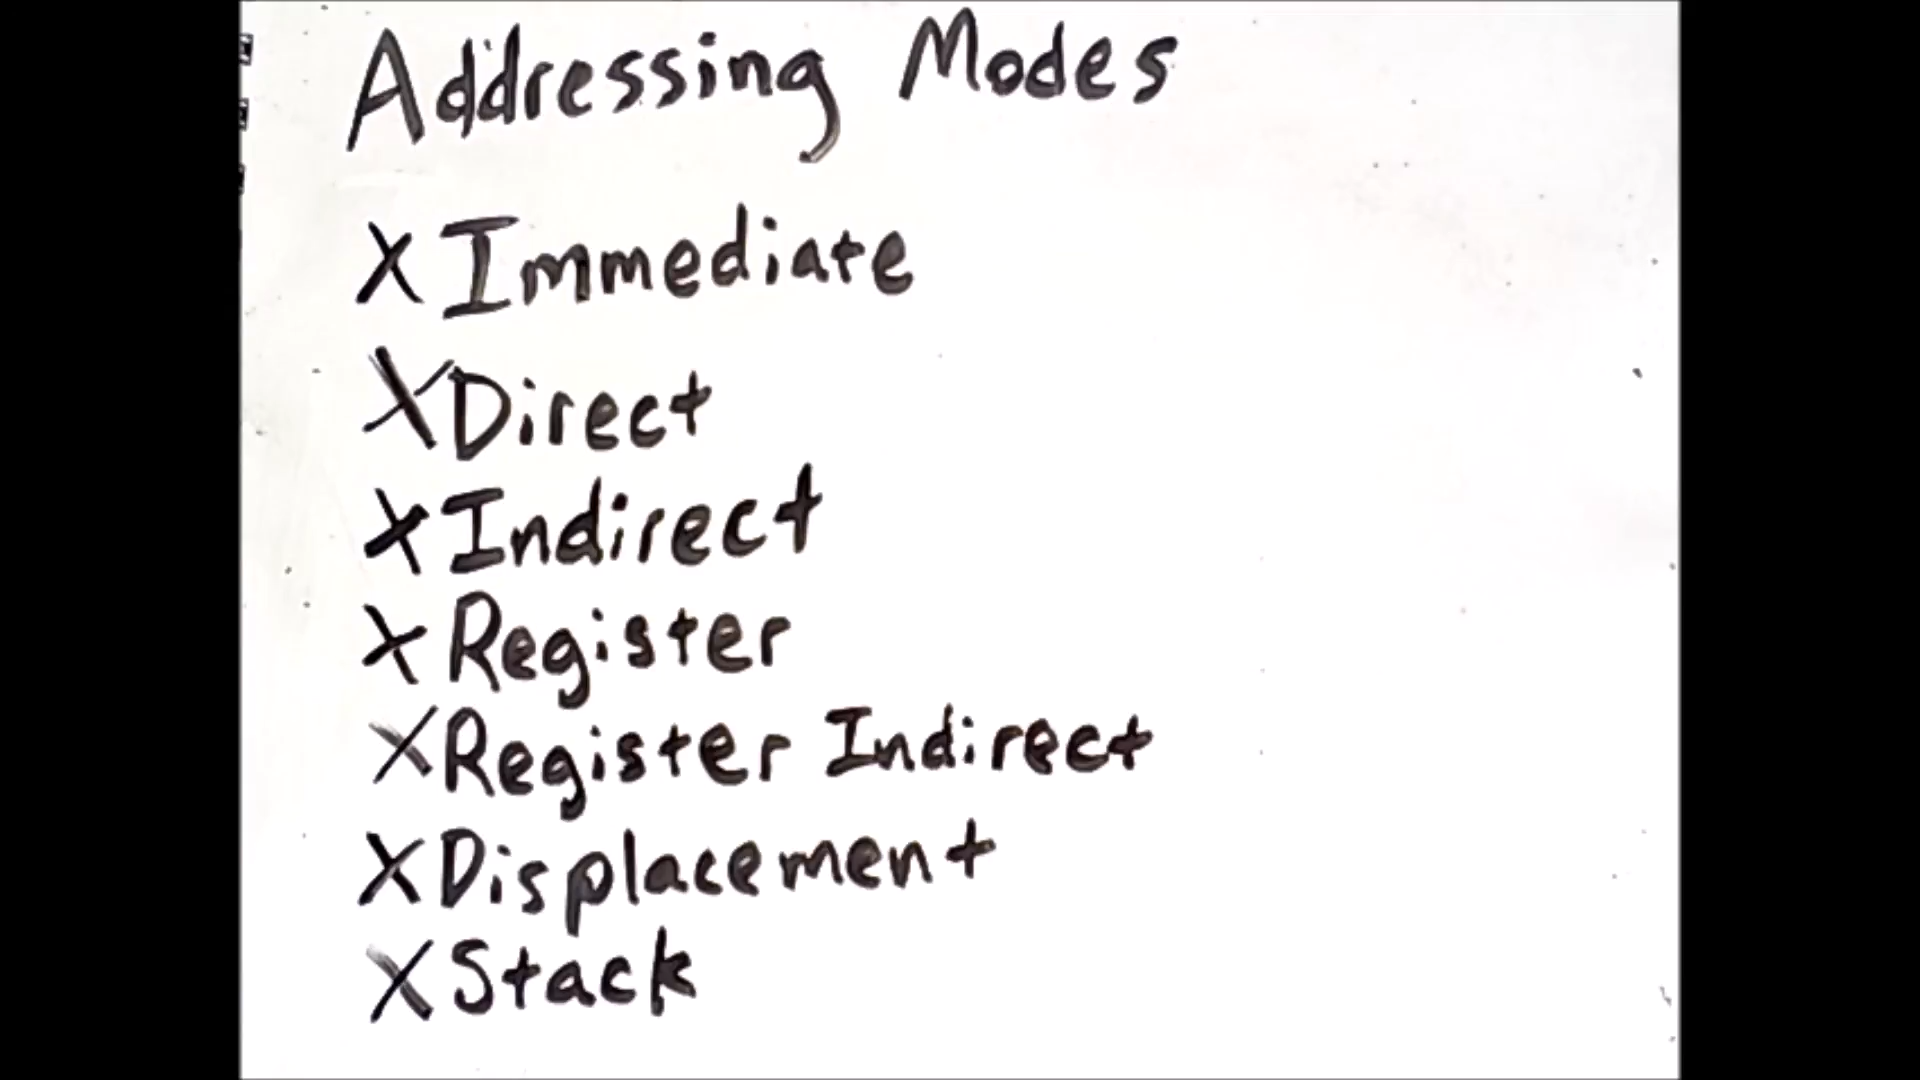 Addressing Modes
X Immediate
X Direct
X Indirect
X Register
X Register Indirect
X Displacement
X Stack